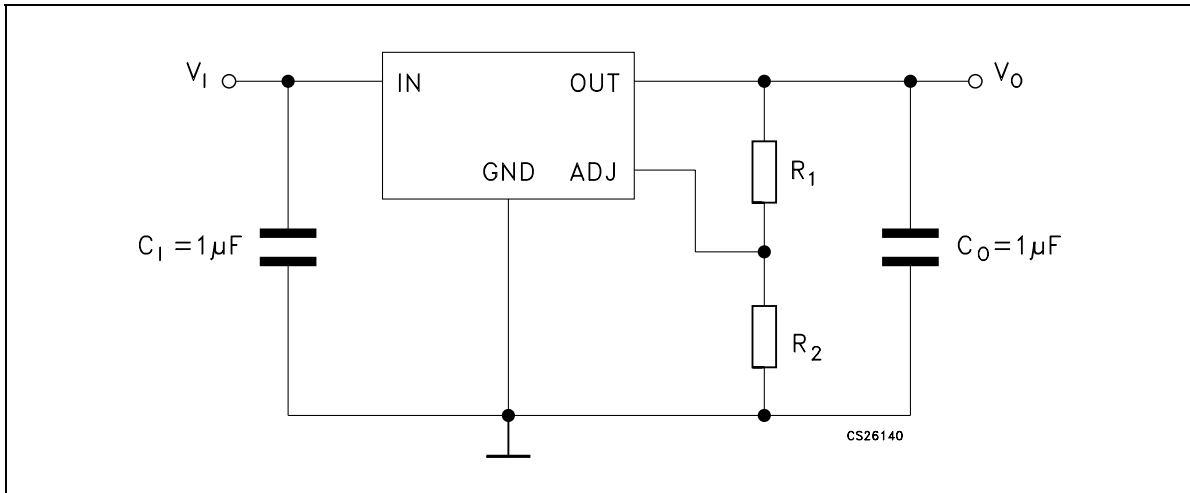 V_I
IN
OUT
V_O
GND
ADJ
R_1
C_I =1µF
C_O=1µF
R_2
CS26140